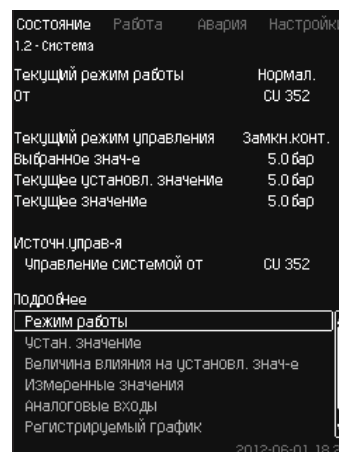 Состояние Работа Авария Настройки
1.2 - Система
Текущий режим работы Нормал.
От CU 352
Текущий режим управления Замкн.конт.
Выбранное знач-е 5.0 бар
Текущее установл. значение 5.0 бар
Текущее значение 5.0 бар
Источн.управ-я
Управление системой от CU 352
Подробнее
Режим работы
Устан. значение
Величина влияния на установл. знач-е
Измеренные значения
Аналоговые входы
Регистрируемый график
2012-06-01 18:2